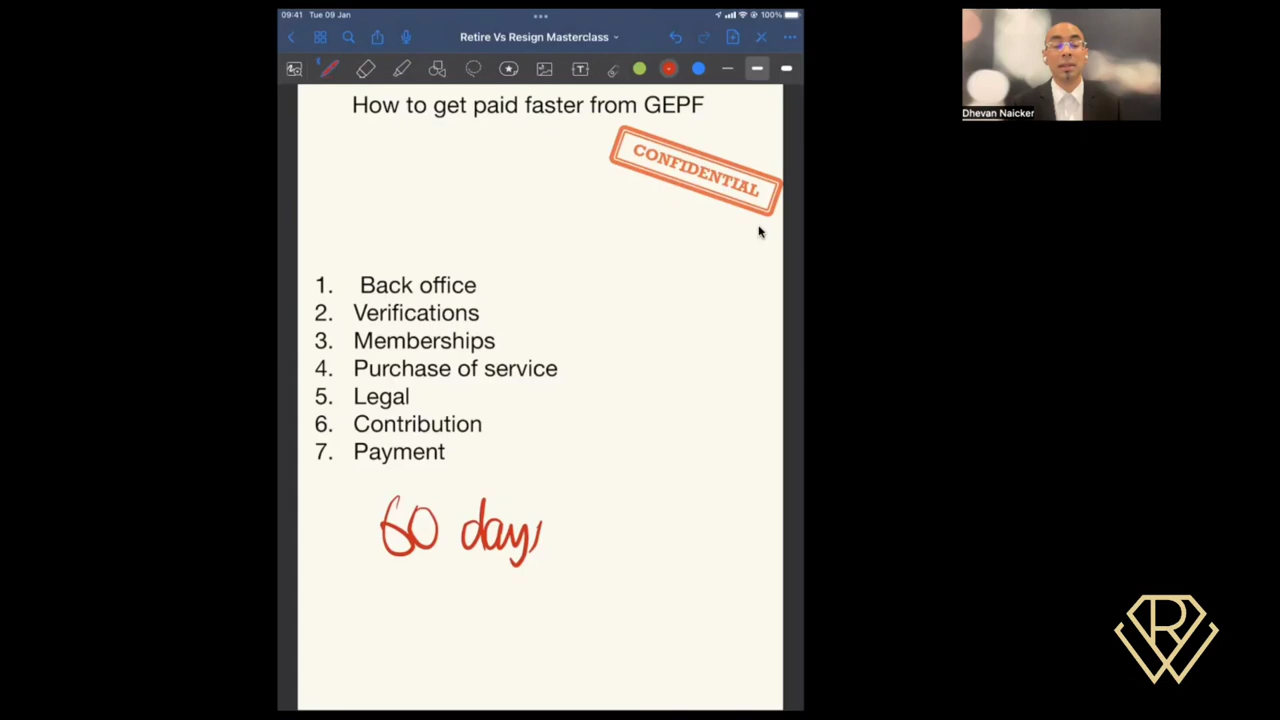 09:41 Tue 09 Jan
100%
Retire Vs Resign Masterclass
How to get paid faster from GEPF
CONFIDENTIAL
1. Back office
2. Verifications
3. Memberships
4. Purchase of service
5. Legal
6. Contribution
7. Payment
60 days
Dhevan Naicker